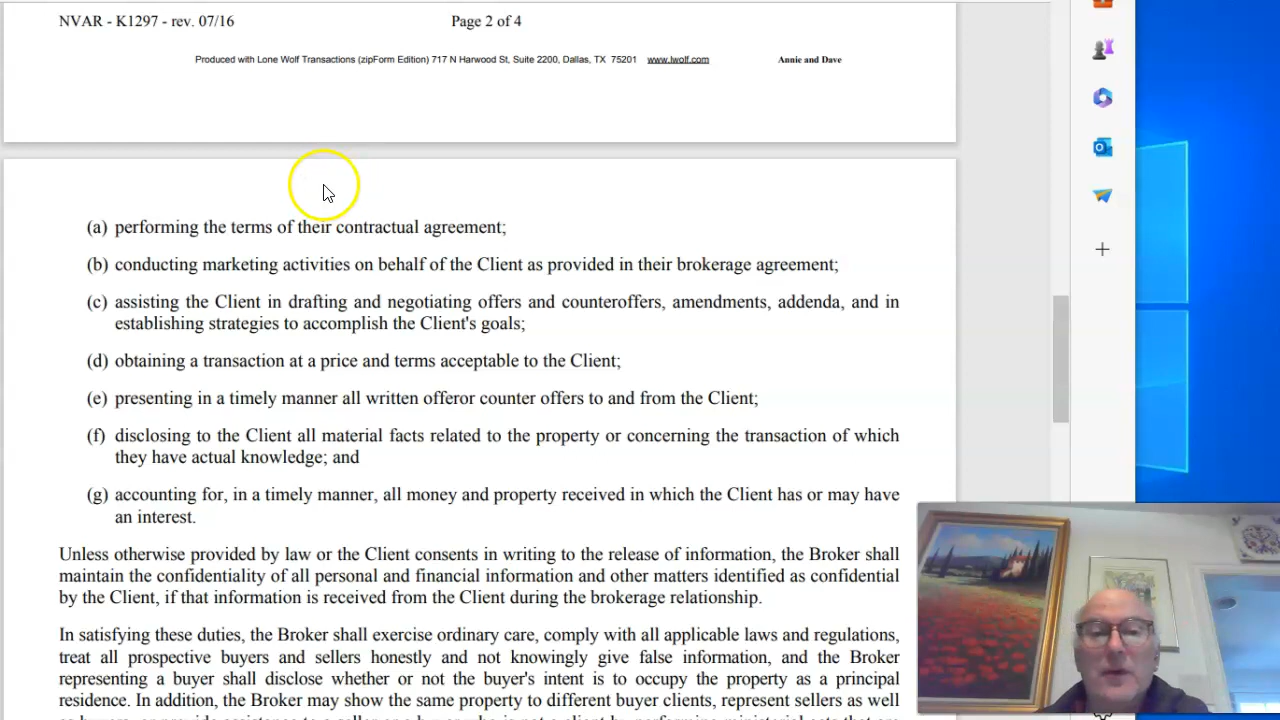 NVAR - K1297 - rev. 07/16 Page 2 of 4
Produced with Lone Wolf Transactions (zipForm Edition) 717 N Harwood St, Suite 2200, Dallas, TX 75201 www.lwolf.com Annie and Dave
(a) performing the terms of their contractual agreement;
(b) conducting marketing activities on behalf of the Client as provided in their brokerage agreement;
(c) assisting the Client in drafting and negotiating offers and counteroffers, amendments, addenda, and in
establishing strategies to accomplish the Client's goals;
(d) obtaining a transaction at a price and terms acceptable to the Client;
(e) presenting in a timely manner all written offeror counter offers to and from the Client;
(f) disclosing to the Client all material facts related to the property or concerning the transaction of which
they have actual knowledge; and
(g) accounting for, in a timely manner, all money and property received in which the Client has or may have
an interest.
Unless otherwise provided by law or the Client consents in writing to the release of information, the Broker shall
maintain the confidentiality of all personal and financial information and other matters identified as confidential
by the Client, if that information is received from the Client during the brokerage relationship.
In satisfying these duties, the Broker shall exercise ordinary care, comply with all applicable laws and regulations,
treat all prospective buyers and sellers honestly and not knowingly give false information, and the Broker
representing a buyer shall disclose whether or not the buyer's intent is to occupy the property as a principal
residence. In addition, the Broker may show the same property to different buyer clients, represent sellers as well